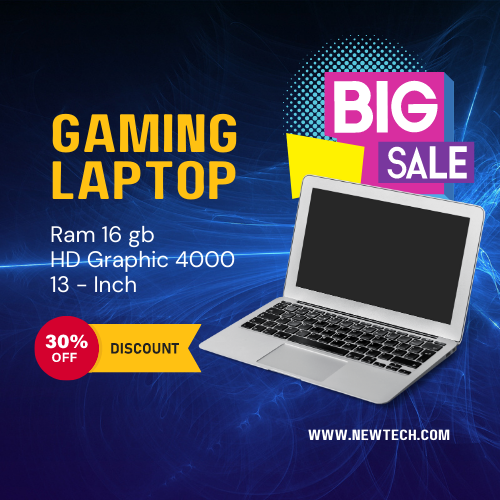 BIG
SALE
GAMING
LAPTOP
Ram 16 gb
HD Graphic 4000
13 - Inch
30%
OFF
DISCOUNT
WWW.NEWTECH.COM